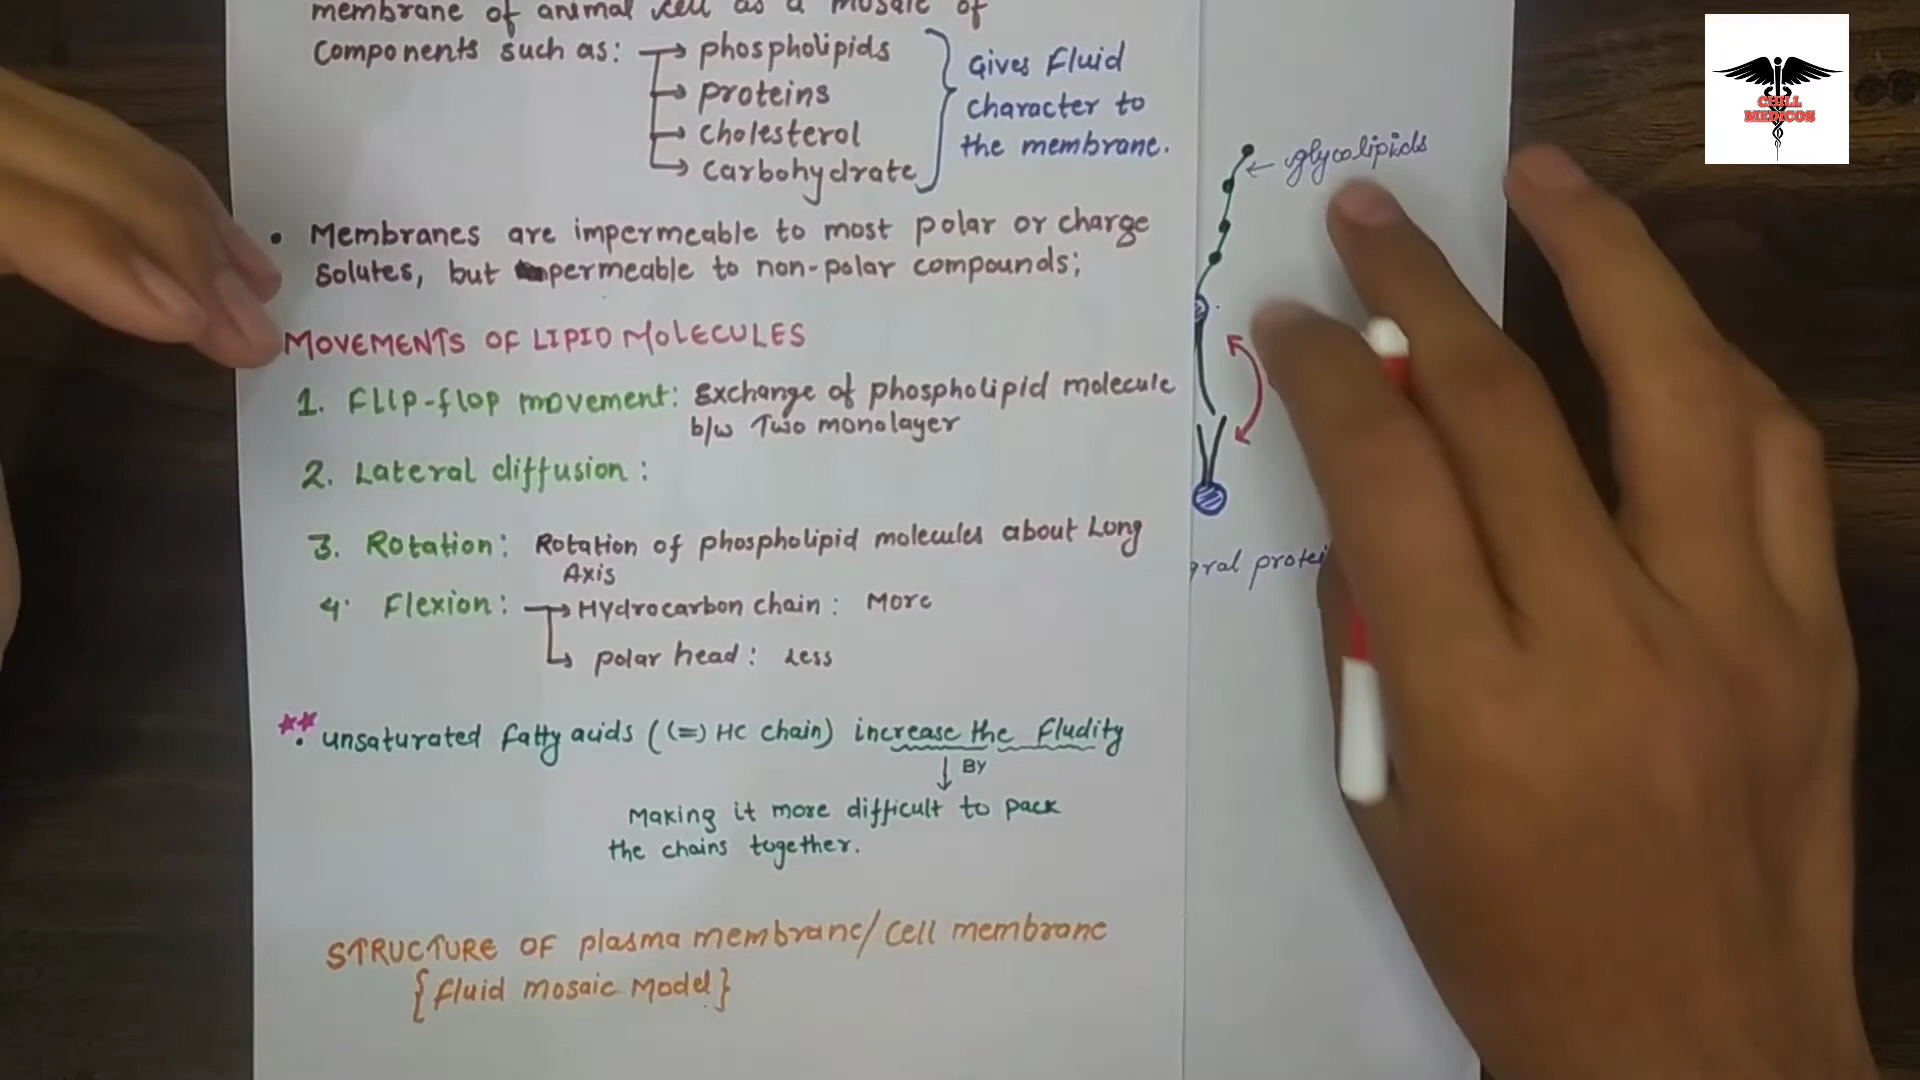 membrane of animal cell as a mosaic of
Components such as: → phospholipids
→ proteins
→ cholesterol
→ carbohydrate
Gives Fluid
character to
the membrane.
• Membranes are impermeable to most polar or charge
solutes, but permeable to non-polar compounds;
MOVEMENTS OF LIPID MOLECULES
1. Flip-flop movement: Exchange of phospholipid molecule
b/w Two monolayer
2. Lateral diffusion:
3. Rotation: Rotation of phospholipid molecules about Long
Axis
4. Flexion: → Hydrocarbon chain: More
↳ polar head: Less
** • unsaturated fatty acids ((=) HC chain) increase the Fludity
↓ BY
Making it more difficult to pack
the chains together.
STRUCTURE OF plasma membrane/cell membrane
{fluid mosaic Model}
glycolipids
gral protei
CHILL
MEDICOS